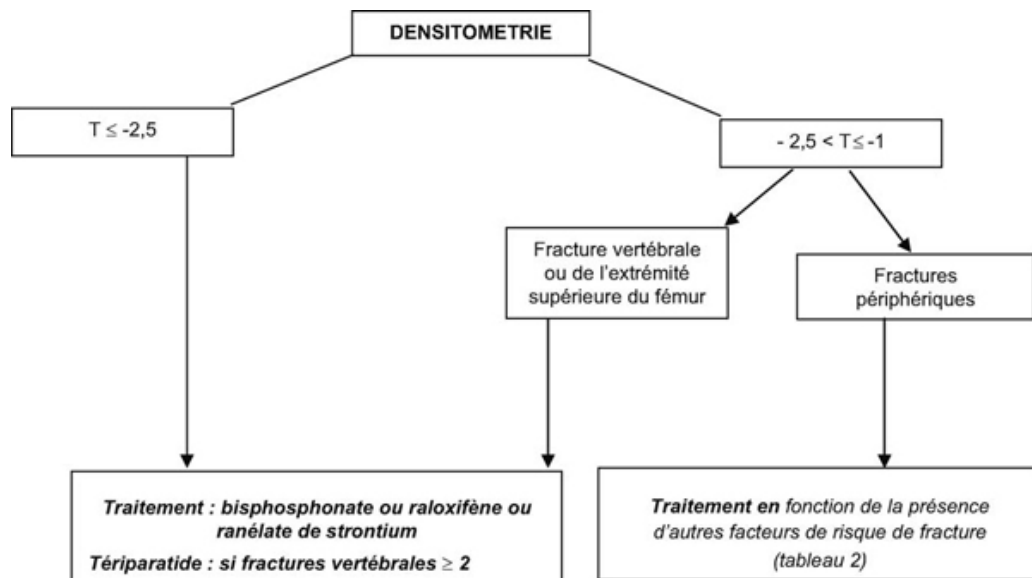 DENSITOMETRIE
T ≤ -2,5
- 2,5 < T≤ -1
Fracture vertébrale
ou de l'extrémité
supérieure du fémur
Fractures
périphériques
Traitement : bisphosphonate ou raloxifène ou
ranélate de strontium
Tériparatide : si fractures vertébrales ≥ 2
Traitement en fonction de la présence
d'autres facteurs de risque de fracture
(tableau 2)